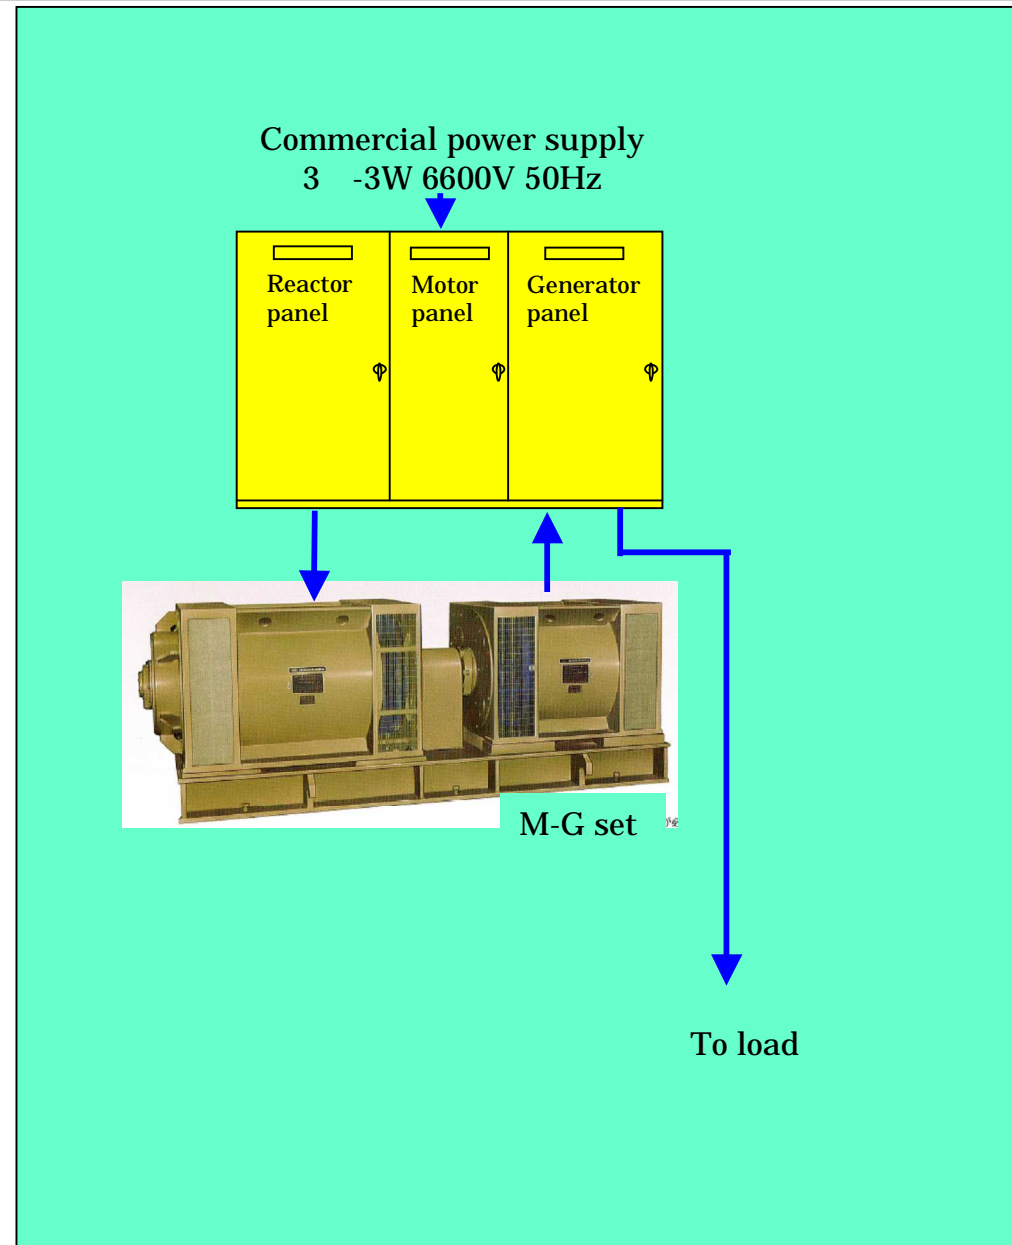 Commercial power supply
3 -3W 6600V 50Hz
Reactor
panel
Motor
panel
Generator
panel
M-G set
To load